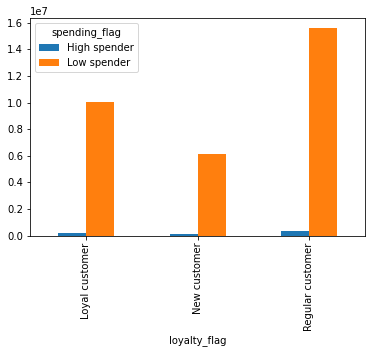 1e7
spending_flag
High spender
Low spender
1.6
1.4
1.2
1.0
0.8
0.6
0.4
0.2
0.0
Loyal customer
New customer
Regular customer
loyalty_flag